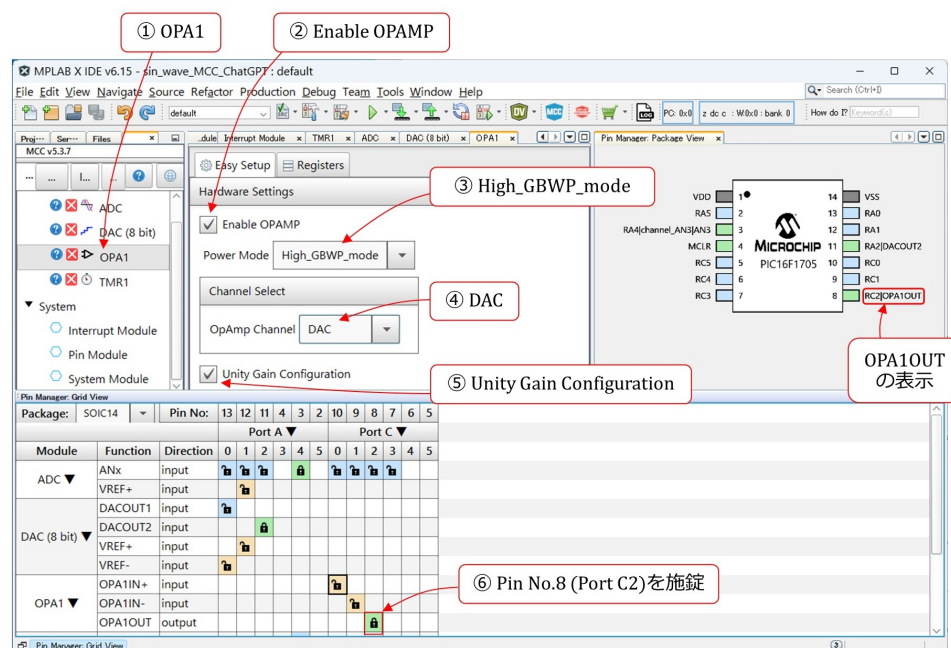 ① OPA1
② Enable OPAMP
MPLAB X IDE v6.15 - sin_wave_MCC_ChatGPT : default
File Edit View Navigate Source Refactor Production Debug Team Tools Window Help
Search (Ctrl+I)
default
PC: 0x0
z dc c : W:0x0 : bank 0
How do I? Keyword(s)
Proj… Ser… Files
MCC v5.3.7
...dule Interrupt Module TMR1 ADC DAC (8 bit) OPA1
Pin Manager: Package View
... ... I... ...
ADC
DAC (8 bit)
OPA1
TMR1
▼ System
Interrupt Module
Pin Module
System Module
Easy Setup Registers
Hardware Settings
③ High_GBWP_mode
Enable OPAMP
Power Mode High_GBWP_mode
Channel Select
④ DAC
OpAmp Channel DAC
Unity Gain Configuration
⑤ Unity Gain Configuration
VDD 1 14 VSS
RA5 2 13 RA0
RA4|channel_AN3|AN3 3 12 RA1
MCLR 4 MICROCHIP 11 RA2|DACOUT2
RC5 5 PIC16F1705 10 RC0
RC4 6 9 RC1
RC3 7 8 RC2|OPA1OUT
OPA1OUT
の表示
Pin Manager: Grid View
Package: SOIC14 Pin No: 13 12 11 4 3 2 10 9 8 7 6 5
Port A ▼ Port C ▼
Module Function Direction 0 1 2 3 4 5 0 1 2 3 4 5
ADC ▼
ANx input
VREF+ input
DAC (8 bit) ▼
DACOUT1 input
DACOUT2 input
VREF+ input
VREF- input
OPA1 ▼
OPA1IN+ input
OPA1IN- input
OPA1OUT output
⑥ Pin No.8 (Port C2)を施錠
Pin Manager: Grid View
3